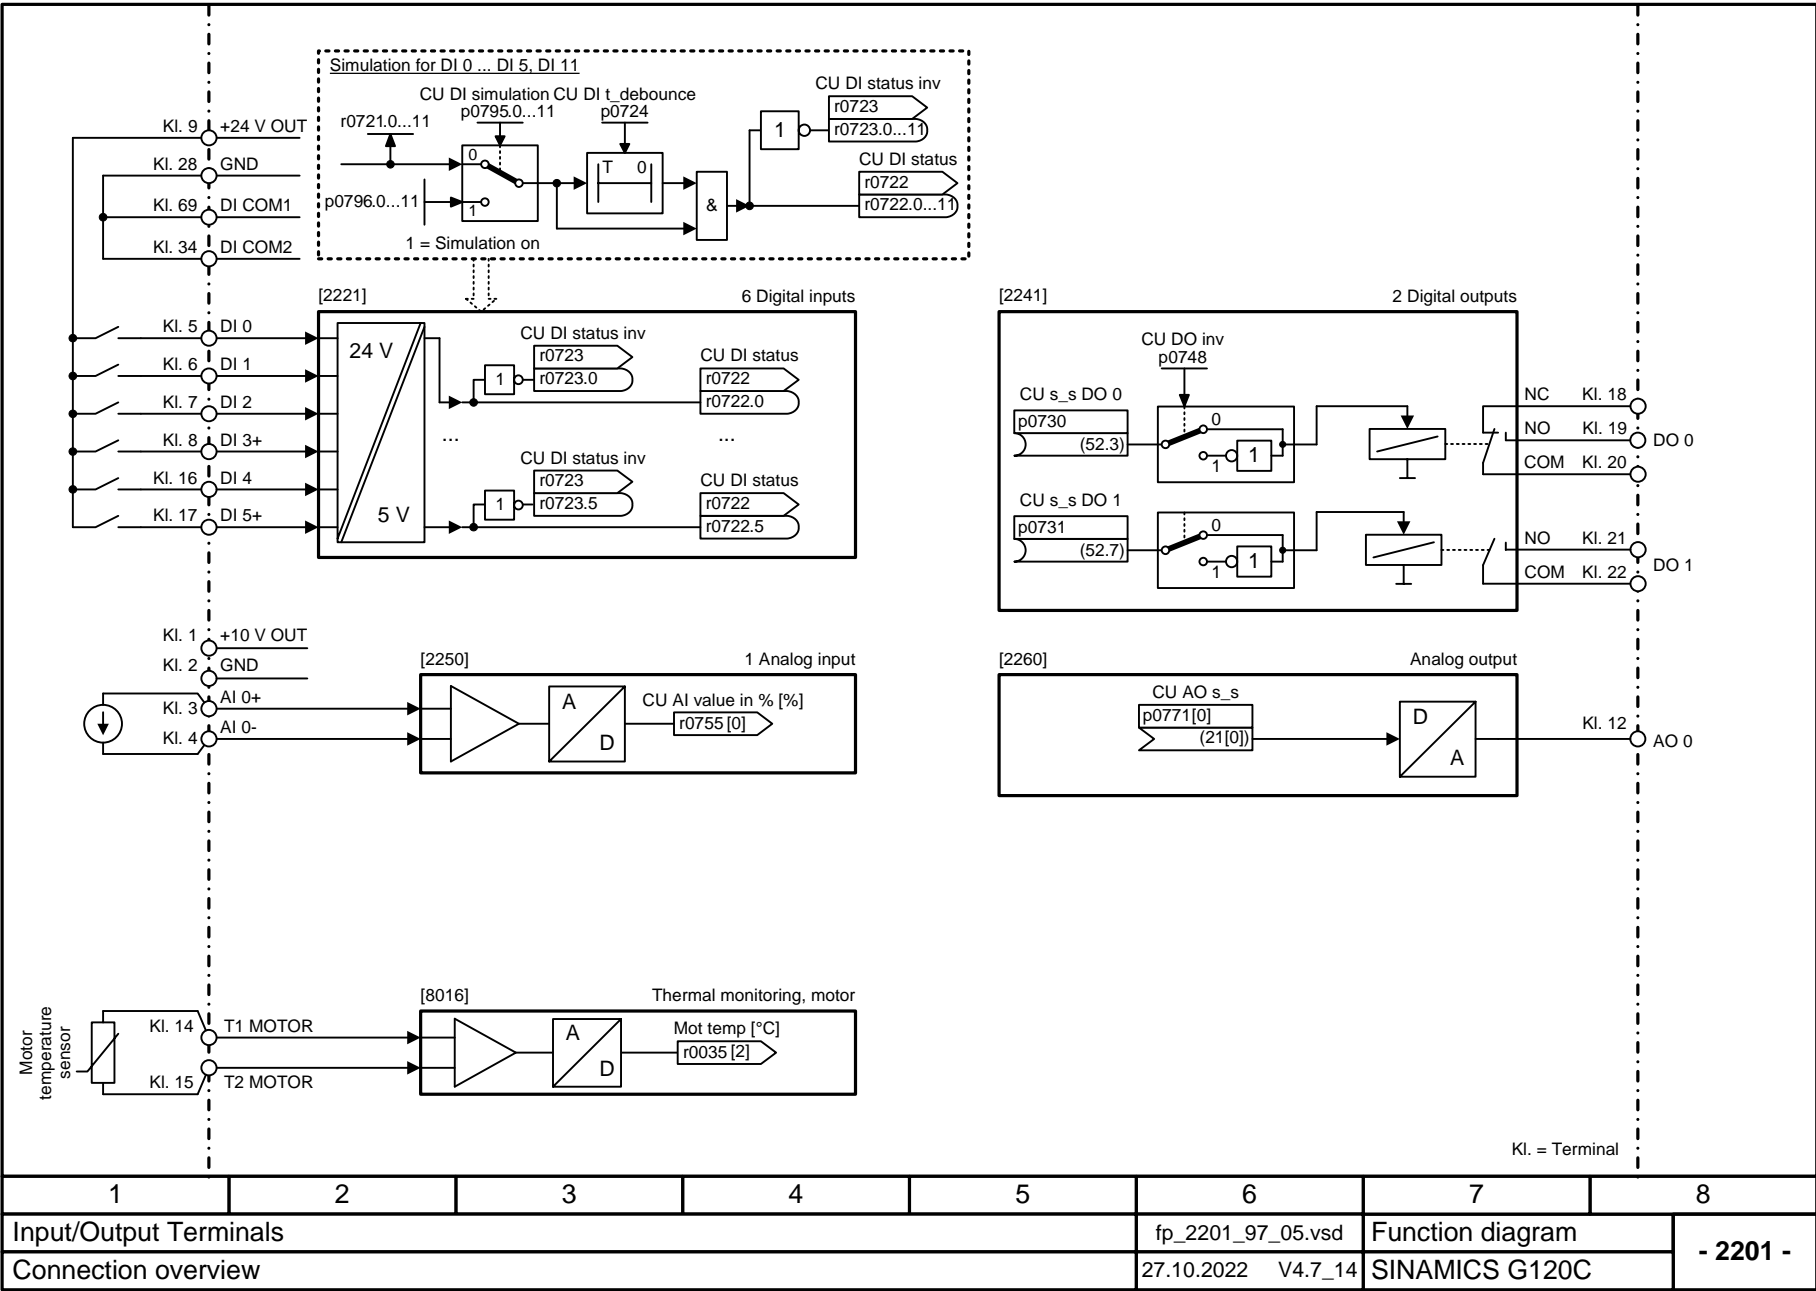 Simulation for DI 0 ... DI 5, DI 11
CU DI simulation
p0795.0...11
CU DI t_debounce
p0724
r0721.0...11
0
1
p0796.0...11
1 = Simulation on
T 0
&
1
CU DI status inv
r0723
r0723.0...11
CU DI status
r0722
r0722.0...11
Kl. 9 +24 V OUT
Kl. 28 GND
Kl. 69 DI COM1
Kl. 34 DI COM2
[2221] 6 Digital inputs
Kl. 5 DI 0
Kl. 6 DI 1
Kl. 7 DI 2
Kl. 8 DI 3+
Kl. 16 DI 4
Kl. 17 DI 5+
24 V
5 V
CU DI status inv
r0723
r0723.0
1
CU DI status
r0722
r0722.0
... ...
CU DI status inv
r0723
r0723.5
1
CU DI status
r0722
r0722.5
[2241] 2 Digital outputs
CU DO inv
p0748
CU s_s DO 0
p0730
(52.3)
0
1 1
NC Kl. 18
NO Kl. 19
COM Kl. 20
DO 0
CU s_s DO 1
p0731
(52.7)
0
1 1
NO Kl. 21
COM Kl. 22
DO 1
Kl. 1 +10 V OUT
Kl. 2 GND
Kl. 3 AI 0+
Kl. 4 AI 0-
[2250] 1 Analog input
A
D
CU AI value in % [%]
r0755 [0]
[2260] Analog output
CU AO s_s
p0771[0]
(21[0])
D
A
Kl. 12
AO 0
Motor
temperature
sensor
Kl. 14 T1 MOTOR
Kl. 15 T2 MOTOR
[8016] Thermal monitoring, motor
A
D
Mot temp [°C]
r0035 [2]
Kl. = Terminal
1 2 3 4 5 6 7 8
Input/Output Terminals fp_2201_97_05.vsd Function diagram
- 2201 -
Connection overview 27.10.2022 V4.7_14 SINAMICS G120C